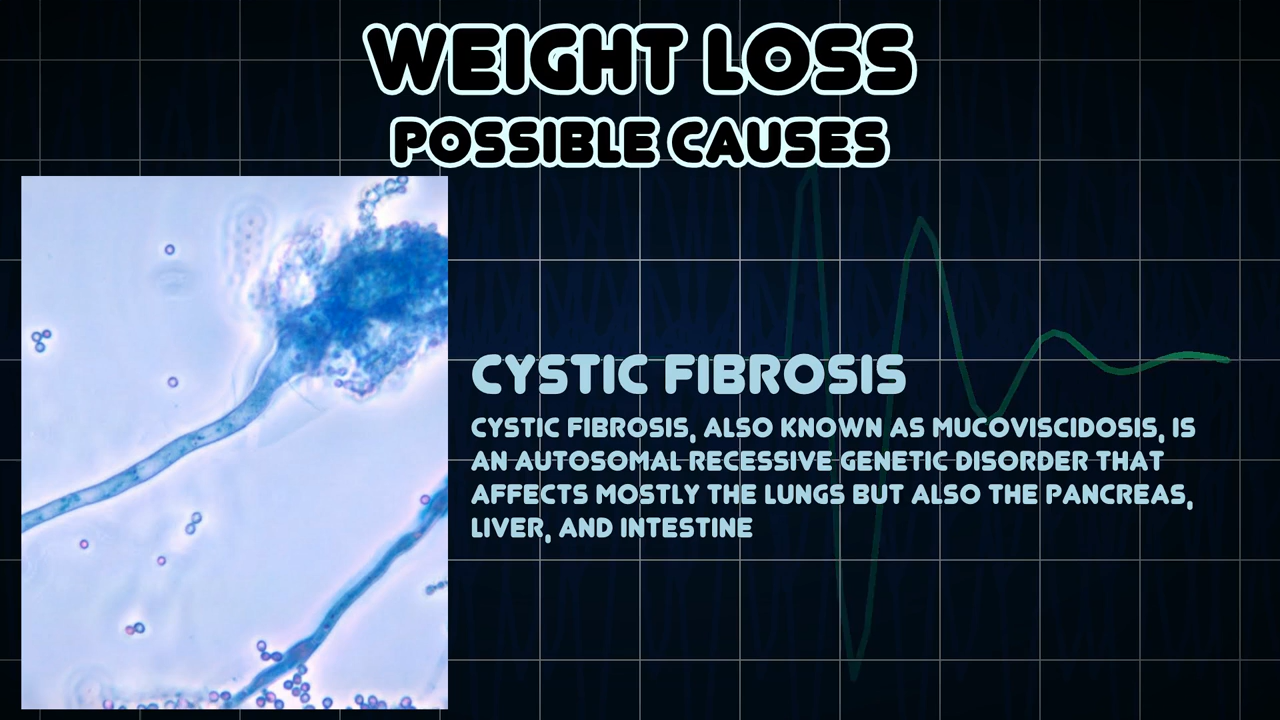 WEIGHT LOSS
POSSIBLE CAUSES
CYSTIC FIBROSIS
CYSTIC FIBROSIS, ALSO KNOWN AS MUCOVISCIDOSIS, IS
AN AUTOSOMAL RECESSIVE GENETIC DISORDER THAT
AFFECTS MOSTLY THE LUNGS BUT ALSO THE PANCREAS,
LIVER, AND INTESTINE